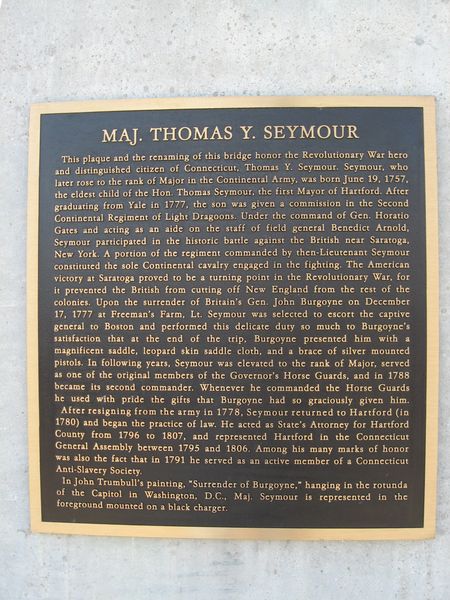 MAJ. THOMAS Y. SEYMOUR
This plaque and the renaming of this bridge honor the Revolutionary War hero
and distinguished citizen of Connecticut, Thomas Y. Seymour. Seymour, who
later rose to the rank of Major in the Continental Army, was born June 19, 1757,
the eldest child of the Hon. Thomas Seymour, the first Mayor of Hartford. After
graduating from Yale in 1777, the son was given a commission in the Second
Continental Regiment of Light Dragoons. Under the command of Gen. Horatio
Gates and acting as an aide on the staff of field general Benedict Arnold,
Seymour participated in the historic battle against the British near Saratoga,
New York. A portion of the regiment commanded by then-Lieutenant Seymour
constituted the sole Continental cavalry engaged in the fighting. The American
victory at Saratoga proved to be a turning point in the Revolutionary War, for
it prevented the British from cutting off New England from the rest of the
colonies. Upon the surrender of Britain's Gen. John Burgoyne on December
17, 1777 at Freeman's Farm, Lt. Seymour was selected to escort the captive
general to Boston and performed this delicate duty so much to Burgoyne's
satisfaction that at the end of the trip, Burgoyne presented him with a
magnificent saddle, leopard skin saddle cloth, and a brace of silver mounted
pistols. In following years, Seymour was elevated to the rank of Major, served
as one of the original members of the Governor's Horse Guards, and in 1788
became its second commander. Whenever he commanded the Horse Guards
he used with pride the gifts that Burgoyne had so graciously given him.
After resigning from the army in 1778, Seymour returned to Hartford (in
1780) and began the practice of law. He acted as State's Attorney for Hartford
County from 1796 to 1807, and represented Hartford in the Connecticut
General Assembly between 1795 and 1806. Among his many marks of honor
was also the fact that in 1791 he served as an active member of a Connecticut
Anti-Slavery Society.
In John Trumbull's painting, "Surrender of Burgoyne," hanging in the rotunda
of the Capitol in Washington, D.C., Maj. Seymour is represented in the
foreground mounted on a black charger.